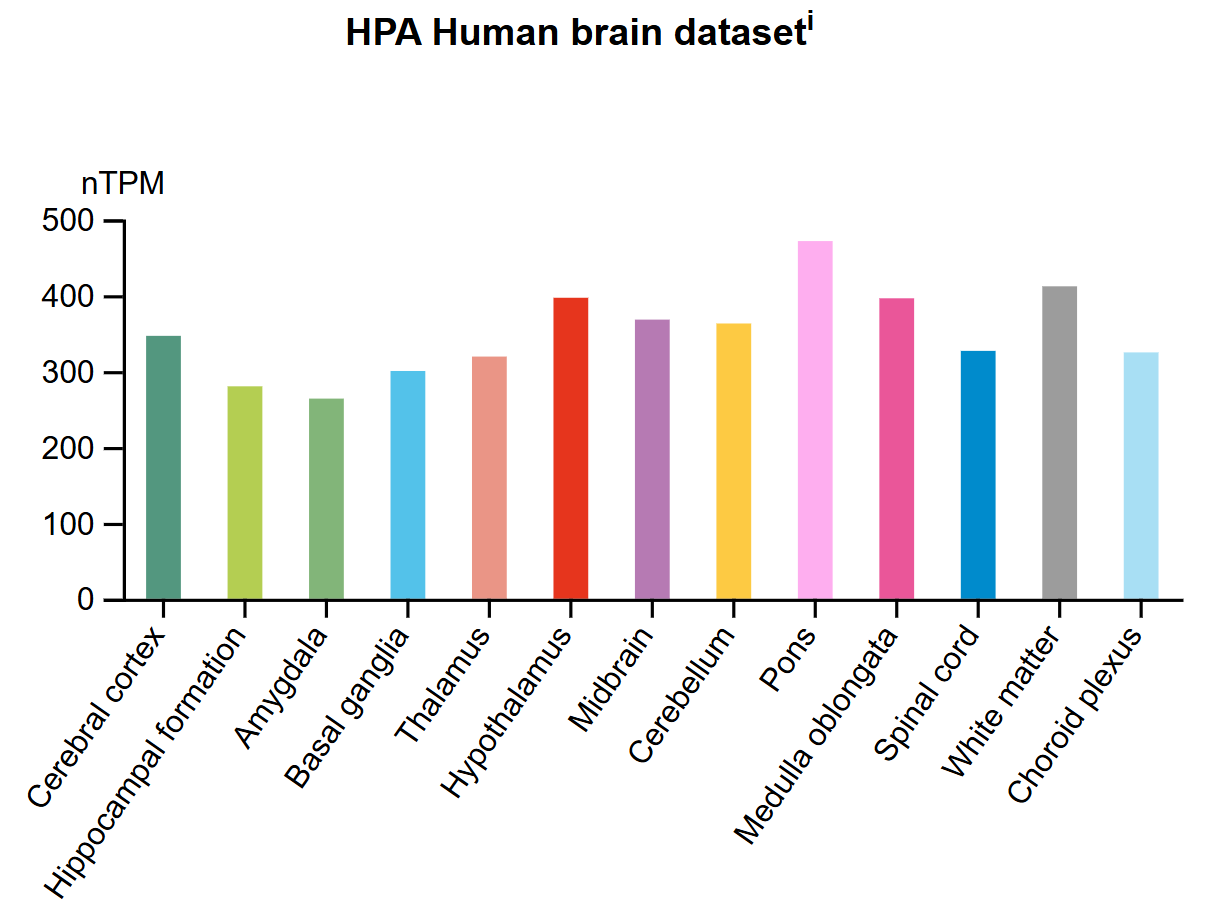 HPA Human brain datasetⁱ
nTPM
500
400
300
200
100
0
Cerebral cortex
Hippocampal formation
Amygdala
Basal ganglia
Thalamus
Hypothalamus
Midbrain
Cerebellum
Pons
Medulla oblongata
Spinal cord
White matter
Choroid plexus